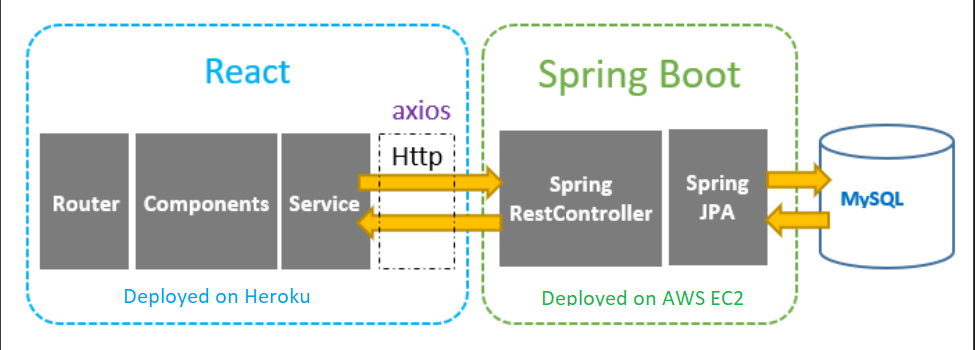 React
Spring Boot
axios
Http
Router
Components
Service
Spring
RestController
Spring
JPA
MySQL
Deployed on Heroku
Deployed on AWS EC2